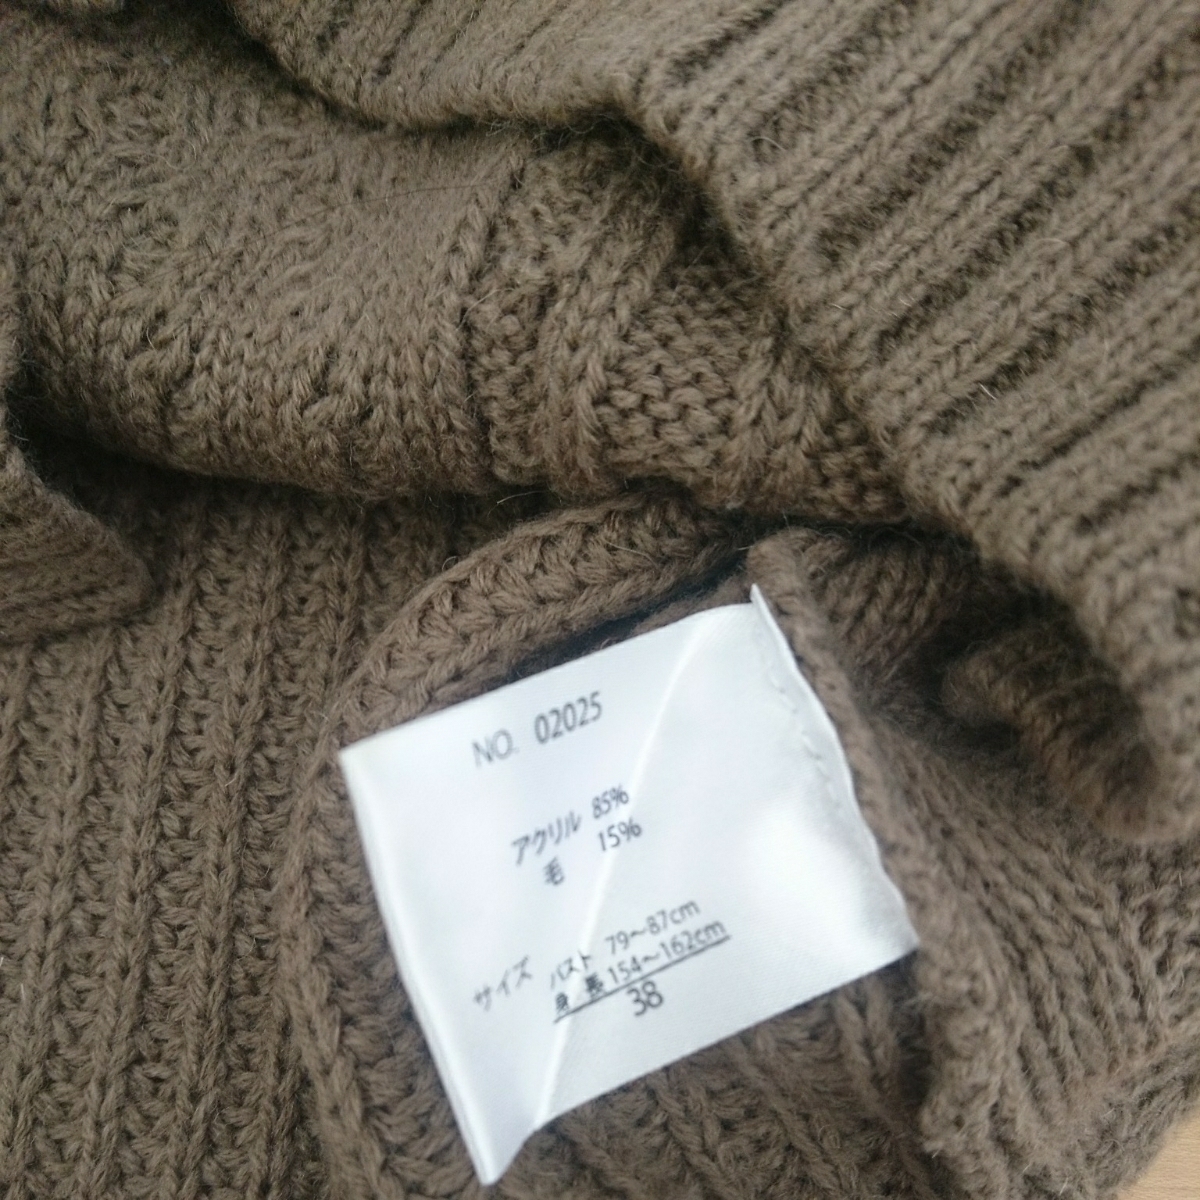 NO. 02025
アクリル 85%
毛 15%
サイズ バスト 79〜87cm
身 長 154〜162cm
38